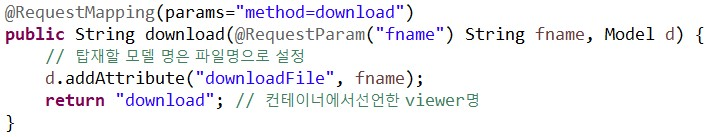 @RequestMapping(params="method=download")
public String download(@RequestParam("fname") String fname, Model d) {
    // 탑재할 모델 명은 파일명으로 설정
    d.addAttribute("downloadFile", fname);
    return "download"; // 컨테이너에서선언한 viewer명
}